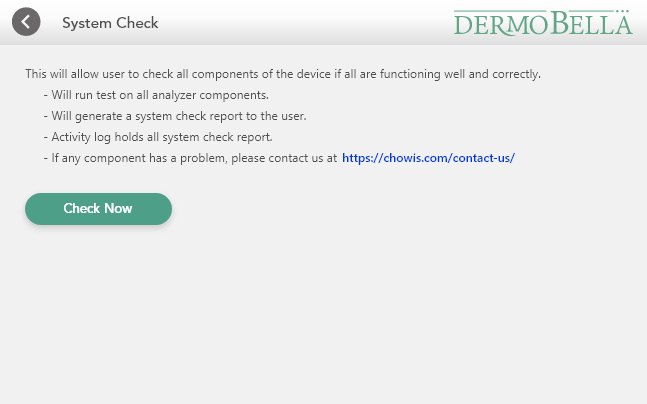 System Check
DERMOBELLA
This will allow user to check all components of the device if all are functioning well and correctly.
- Will run test on all analyzer components.
- Will generate a system check report to the user.
- Activity log holds all system check report.
- If any component has a problem, please contact us at https://chowis.com/contact-us/
Check Now